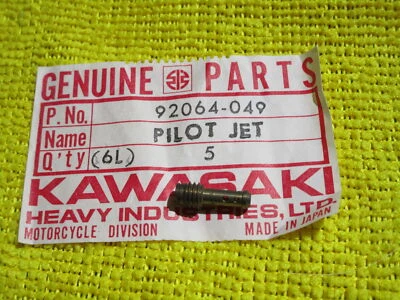 GENUINE PARTS
P. No. 92064-049
Name PILOT JET
Q'ty (6L) 5
KAWASAKI
HEAVY INDUSTRIES, LTD.
MOTORCYCLE DIVISION MADE IN JAPAN